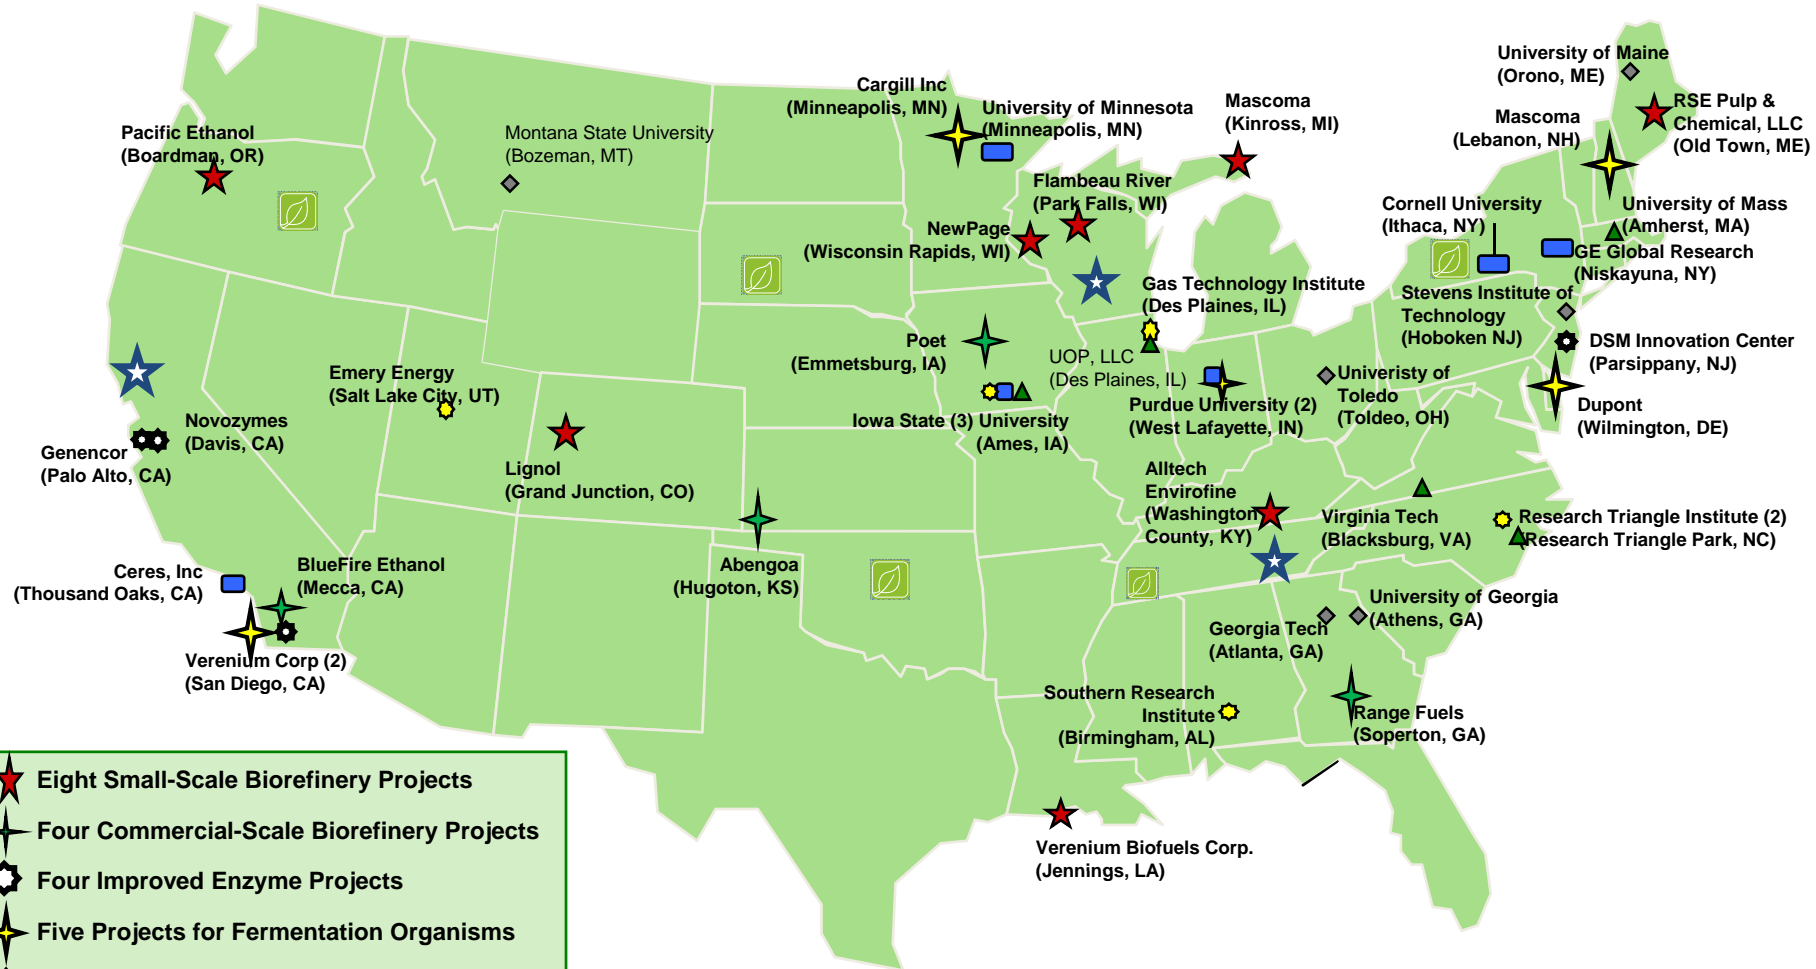 University of Maine
(Orono, ME)
RSE Pulp &
Chemical, LLC
(Old Town, ME)
Mascoma
(Lebanon, NH)
Cargill Inc
(Minneapolis, MN)
University of Minnesota
(Minneapolis, MN)
Mascoma
(Kinross, MI)
Pacific Ethanol
(Boardman, OR)
Montana State University
(Bozeman, MT)
Flambeau River
(Park Falls, WI)
NewPage
(Wisconsin Rapids, WI)
Cornell University
(Ithaca, NY)
University of Mass
(Amherst, MA)
GE Global Research
(Niskayuna, NY)
Gas Technology Institute
(Des Plaines, IL)
Stevens Institute of
Technology
(Hoboken NJ)
DSM Innovation Center
(Parsippany, NJ)
Poet
(Emmetsburg, IA)
UOP, LLC
(Des Plaines, IL)
Emery Energy
(Salt Lake City, UT)
Univeristy of
Toledo
(Toldeo, OH)
Dupont
(Wilmington, DE)
Novozymes
(Davis, CA)
Iowa State (3) University
(Ames, IA)
Purdue University (2)
(West Lafayette, IN)
Genencor
(Palo Alto, CA)
Lignol
(Grand Junction, CO)
Alltech
Envirofine
(Washington
County, KY)
Virginia Tech
(Blacksburg, VA)
Research Triangle Institute (2)
(Research Triangle Park, NC)
Ceres, Inc
(Thousand Oaks, CA)
BlueFire Ethanol
(Mecca, CA)
Abengoa
(Hugoton, KS)
University of Georgia
(Athens, GA)
Georgia Tech
(Atlanta, GA)
Verenium Corp (2)
(San Diego, CA)
Southern Research
Institute
(Birmingham, AL)
Range Fuels
(Soperton, GA)
Verenium Biofuels Corp.
(Jennings, LA)
Eight Small-Scale Biorefinery Projects
Four Commercial-Scale Biorefinery Projects
Four Improved Enzyme Projects
Five Projects for Fermentation Organisms